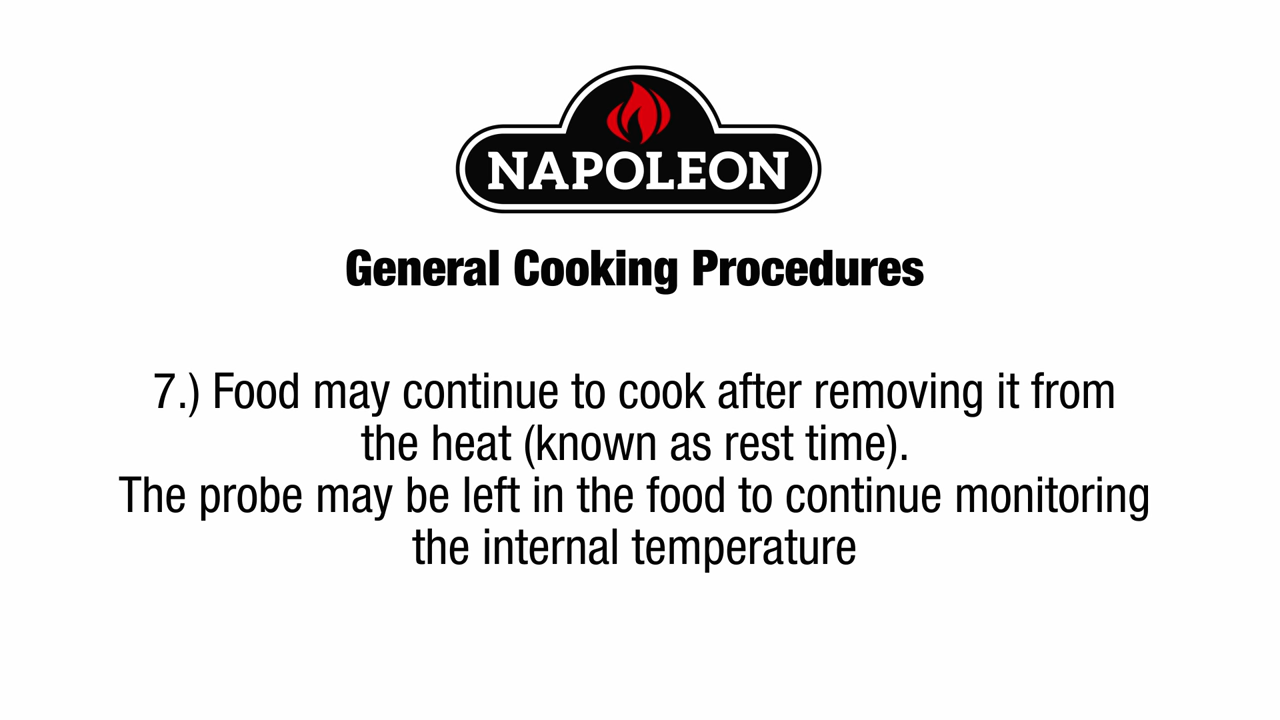 NAPOLEON
General Cooking Procedures
7.) Food may continue to cook after removing it from
the heat (known as rest time).
The probe may be left in the food to continue monitoring
the internal temperature